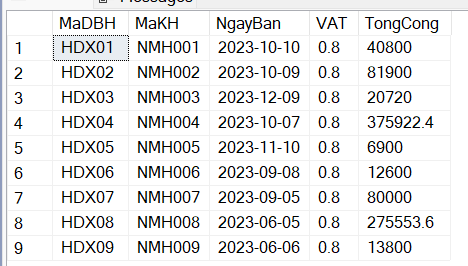 MaDBH MaKH NgayBan VAT TongCong
1 HDX01 NMH001 2023-10-10 0.8 40800
2 HDX02 NMH002 2023-10-09 0.8 81900
3 HDX03 NMH003 2023-12-09 0.8 20720
4 HDX04 NMH004 2023-10-07 0.8 375922.4
5 HDX05 NMH005 2023-11-10 0.8 6900
6 HDX06 NMH006 2023-09-08 0.8 12600
7 HDX07 NMH007 2023-09-05 0.8 80000
8 HDX08 NMH008 2023-06-05 0.8 275553.6
9 HDX09 NMH009 2023-06-06 0.8 13800